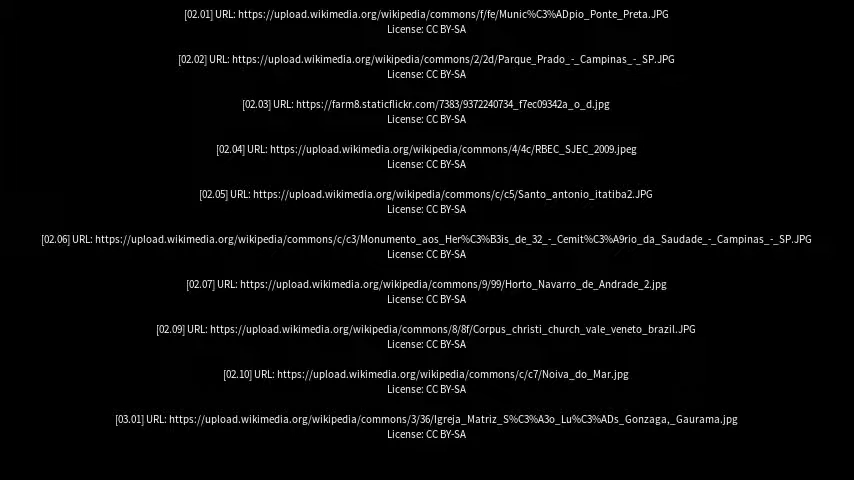 [02.01] URL: https://upload.wikimedia.org/wikipedia/commons/f/fe/Munic%C3%ADpio_Ponte_Preta.JPG
License: CC BY-SA
[02.02] URL: https://upload.wikimedia.org/wikipedia/commons/2/2d/Parque_Prado_-_Campinas_-_SP.JPG
License: CC BY-SA
[02.03] URL: https://farm8.staticflickr.com/7383/9372240734_f7ec09342a_o_d.jpg
License: CC BY-SA
[02.04] URL: https://upload.wikimedia.org/wikipedia/commons/4/4c/RBEC_SJEC_2009.jpeg
License: CC BY-SA
[02.05] URL: https://upload.wikimedia.org/wikipedia/commons/c/c5/Santo_antonio_itatiba2.JPG
License: CC BY-SA
[02.06] URL: https://upload.wikimedia.org/wikipedia/commons/c/c3/Monumento_aos_Her%C3%B3is_de_32_-_Cemit%C3%A9rio_da_Saudade_-_Campinas_-_SP.JPG
License: CC BY-SA
[02.07] URL: https://upload.wikimedia.org/wikipedia/commons/9/99/Horto_Navarro_de_Andrade_2.jpg
License: CC BY-SA
[02.09] URL: https://upload.wikimedia.org/wikipedia/commons/8/8f/Corpus_christi_church_vale_veneto_brazil.JPG
License: CC BY-SA
[02.10] URL: https://upload.wikimedia.org/wikipedia/commons/c/c7/Noiva_do_Mar.jpg
License: CC BY-SA
[03.01] URL: https://upload.wikimedia.org/wikipedia/commons/3/36/Igreja_Matriz_S%C3%A3o_Lu%C3%ADs_Gonzaga,_Gaurama.jpg
License: CC BY-SA